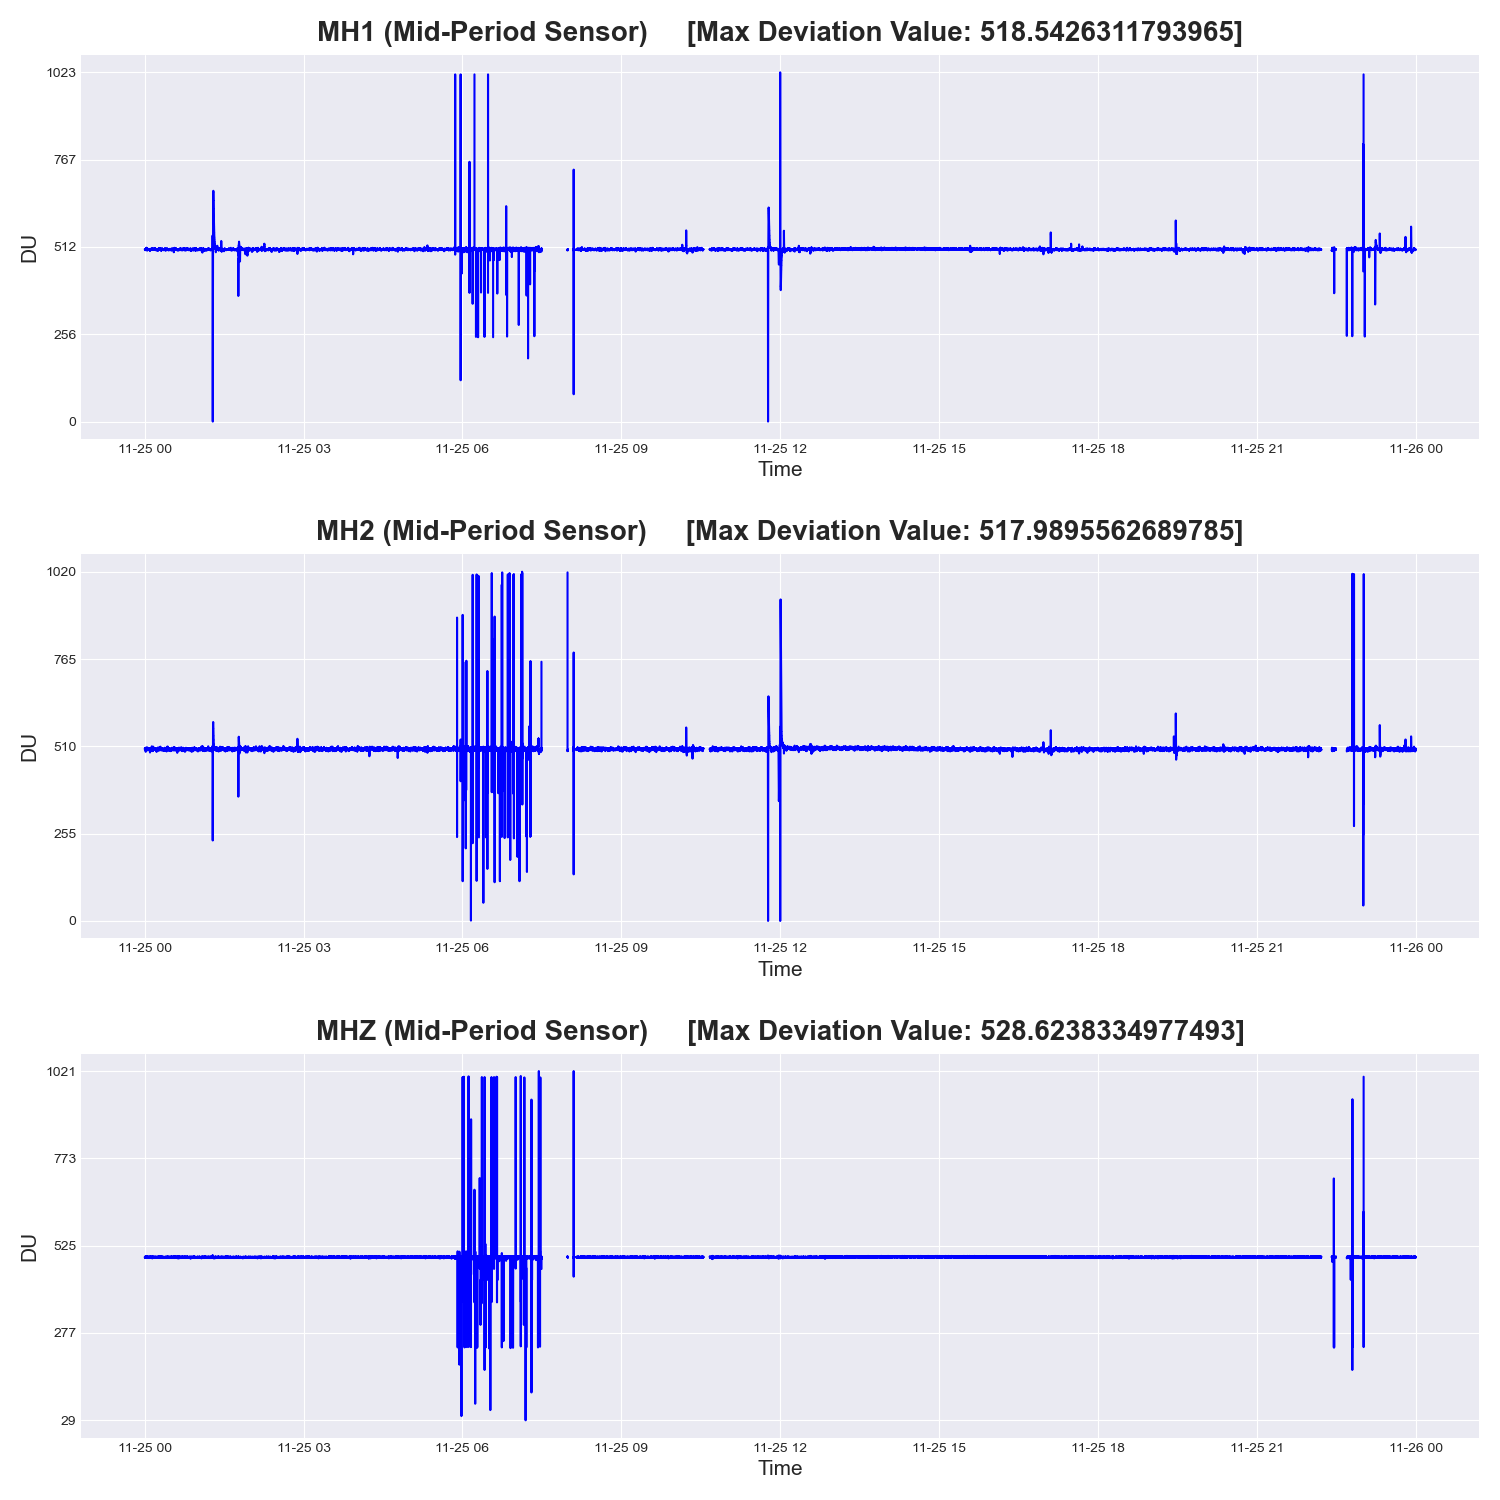 MH1 (Mid-Period Sensor) [Max Deviation Value: 518.5426311793965]
1023
767
512
256
0
DU
11-25 00 11-25 03 11-25 06 11-25 09 11-25 12 11-25 15 11-25 18 11-25 21 11-26 00
Time
MH2 (Mid-Period Sensor) [Max Deviation Value: 517.9895562689785]
1020
765
510
255
0
DU
11-25 00 11-25 03 11-25 06 11-25 09 11-25 12 11-25 15 11-25 18 11-25 21 11-26 00
Time
MHZ (Mid-Period Sensor) [Max Deviation Value: 528.6238334977493]
1021
773
525
277
29
DU
11-25 00 11-25 03 11-25 06 11-25 09 11-25 12 11-25 15 11-25 18 11-25 21 11-26 00
Time